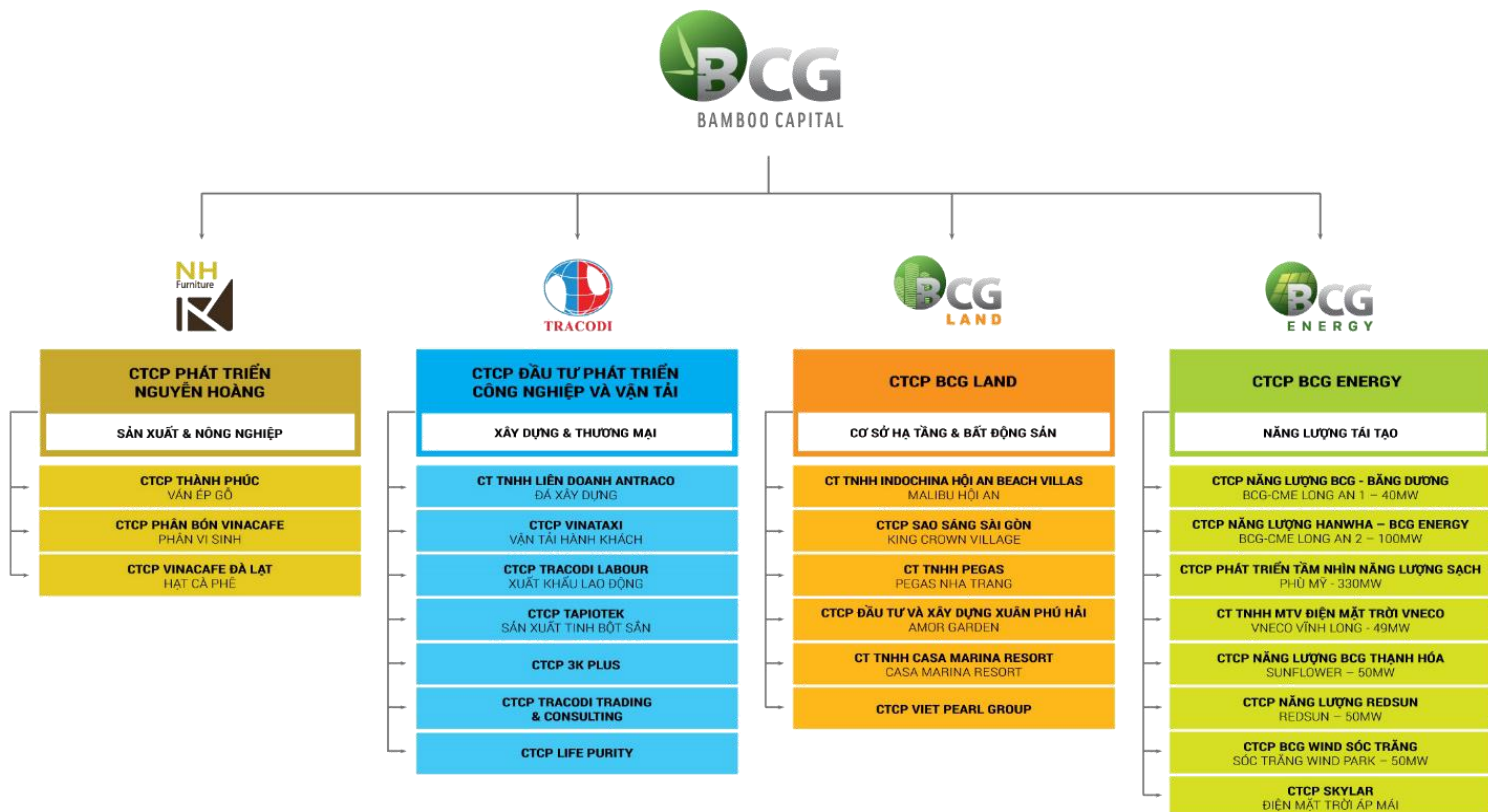 BCG
BAMBOO CAPITAL
NH
Furniture
CTCP PHÁT TRIỂN
NGUYỄN HOÀNG
SẢN XUẤT & NÔNG NGHIỆP
CTCP THÀNH PHÚC
VÁN ÉP GỖ
CTCP PHÂN BÓN VINACAFE
PHÂN VI SINH
CTCP VINACAFE ĐÀ LẠT
HẠT CÀ PHÊ
TRACODI
CTCP ĐẦU TƯ PHÁT TRIỂN
CÔNG NGHIỆP VÀ VẬN TẢI
XÂY DỰNG & THƯƠNG MẠI
CT TNHH LIÊN DOANH ANTRACO
ĐÁ XÂY DỰNG
CTCP VINATAXI
VẬN TẢI HÀNH KHÁCH
CTCP TRACODI LABOUR
XUẤT KHẨU LAO ĐỘNG
CTCP TAPIOTEK
SẢN XUẤT TINH BỘT SẮN
CTCP 3K PLUS
CTCP TRACODI TRADING
& CONSULTING
CTCP LIFE PURITY
BCG
LAND
CTCP BCG LAND
CƠ SỞ HẠ TẦNG & BẤT ĐỘNG SẢN
CT TNHH INDOCHINA HỘI AN BEACH VILLAS
MALIBU HỘI AN
CTCP SAO SÁNG SÀI GÒN
KING CROWN VILLAGE
CT TNHH PEGAS
PEGAS NHA TRANG
CTCP ĐẦU TƯ VÀ XÂY DỰNG XUÂN PHÚ HẢI
AMOR GARDEN
CT TNHH CASA MARINA RESORT
CASA MARINA RESORT
CTCP VIET PEARL GROUP
BCG
ENERGY
CTCP BCG ENERGY
NĂNG LƯỢNG TÁI TẠO
CTCP NĂNG LƯỢNG BCG - BĂNG DƯƠNG
BCG-CME LONG AN 1 – 40MW
CTCP NĂNG LƯỢNG HANWHA – BCG ENERGY
BCG-CME LONG AN 2 – 100MW
CTCP PHÁT TRIỂN TẦM NHÌN NĂNG LƯỢNG SẠCH
PHÙ MỸ - 330MW
CT TNHH MTV ĐIỆN MẶT TRỜI VNECO
VNECO VĨNH LONG - 49MW
CTCP NĂNG LƯỢNG BCG THẠNH HÓA
SUNFLOWER – 50MW
CTCP NĂNG LƯỢNG REDSUN
REDSUN – 50MW
CTCP BCG WIND SÓC TRĂNG
SÓC TRĂNG WIND PARK – 50MW
CTCP SKYLAR
ĐIỆN MẶT TRỜI ÁP MÁI